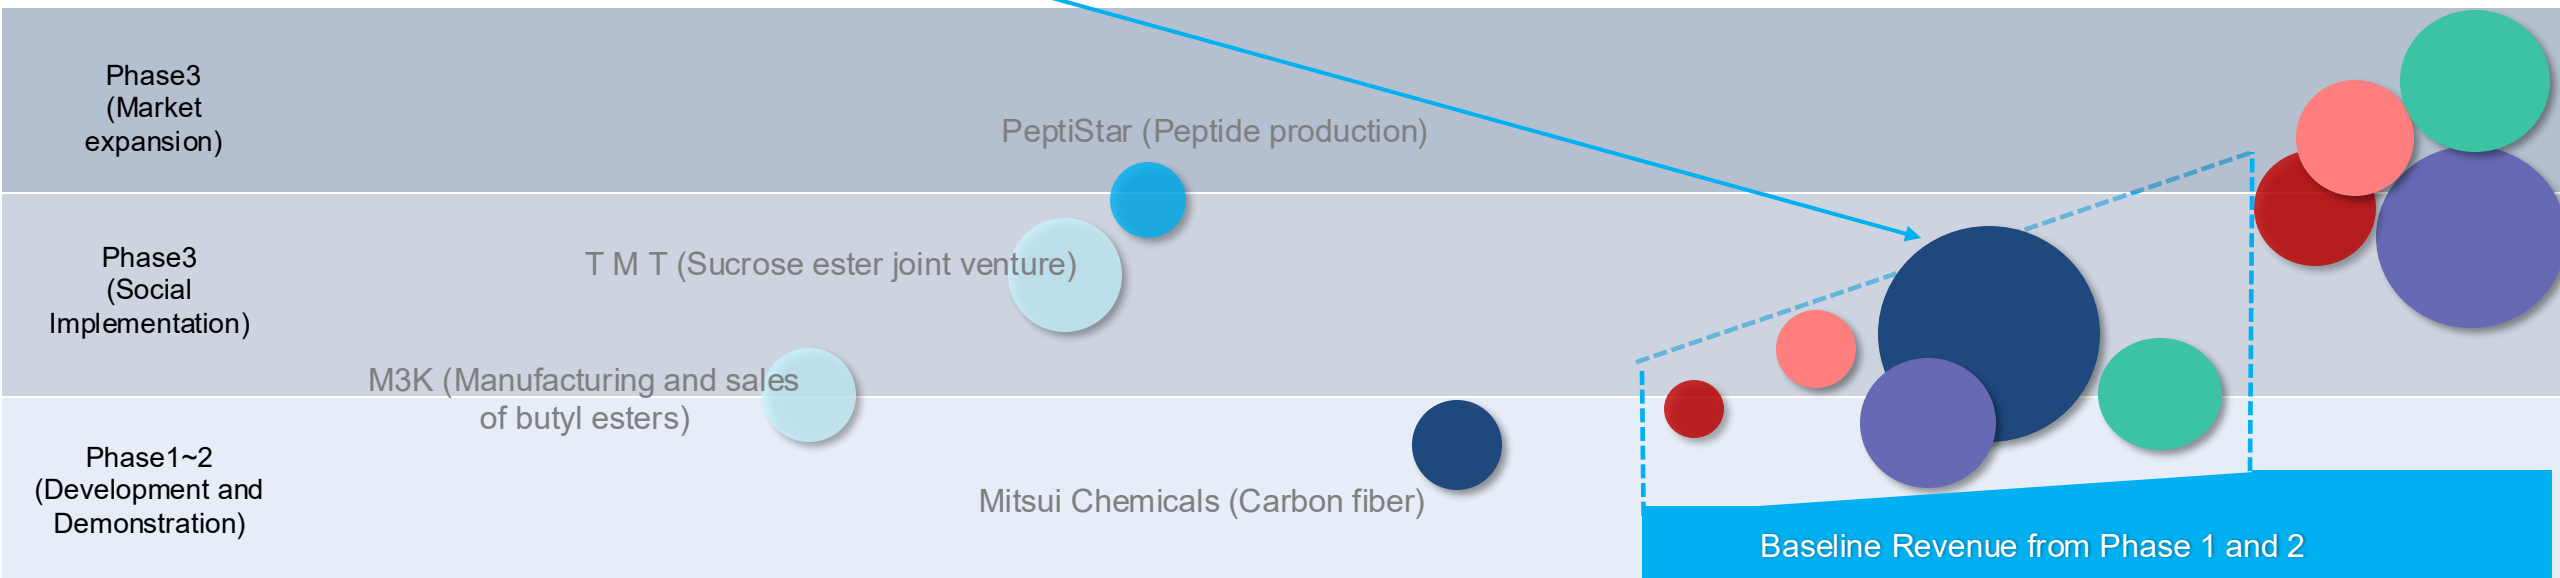 Phase3
(Market
expansion)
PeptiStar (Peptide production)
Phase3
(Social
Implementation)
T M T (Sucrose ester joint venture)
M3K (Manufacturing and sales
of butyl esters)
Phase1~2
(Development and
Demonstration)
Mitsui Chemicals (Carbon fiber)
Baseline Revenue from Phase 1 and 2